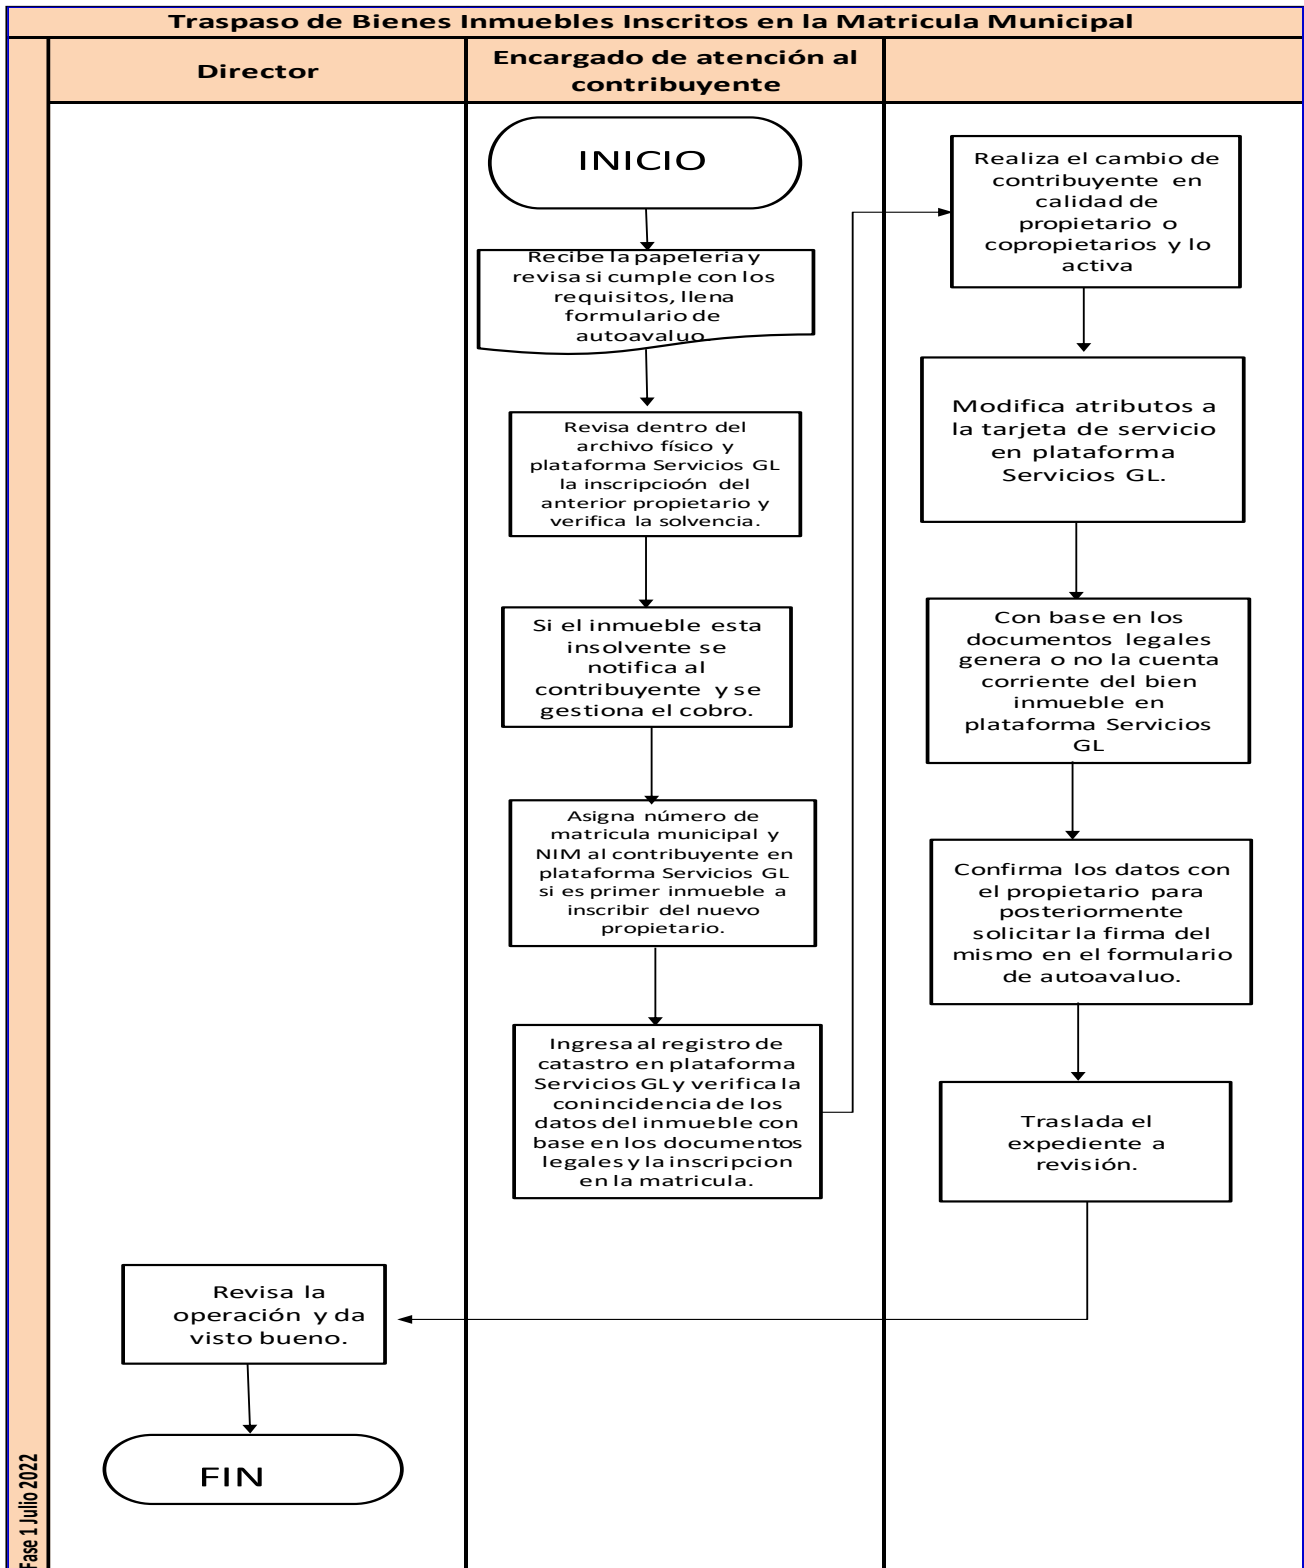 Traspaso de Bienes Inmuebles Inscritos en la Matricula Municipal
Director
Encargado de atención al
contribuyente
INICIO
Recibe la papeleria y
revisa si cumple con los
requisitos, llena
formulario de
autoavaluo.
Revisa dentro del
archivo físico y
plataforma Servicios GL
la inscripcioón del
anterior propietario y
verifica la solvencia.
Si el inmueble esta
insolvente se
notifica al
contribuyente y se
gestiona el cobro.
Asigna número de
matricula municipal y
NIM al contribuyente en
plataforma Servicios GL
si es primer inmueble a
inscribir del nuevo
propietario.
Ingresa al registro de
catastro en plataforma
Servicios GL y verifica la
conincidencia de los
datos del inmueble con
base en los documentos
legales y la inscripcion
en la matricula.
Realiza el cambio de
contribuyente en
calidad de
propietario o
copropietarios y lo
activa
Modifica atributos a
la tarjeta de servicio
en plataforma
Servicios GL.
Con base en los
documentos legales
genera o no la cuenta
corriente del bien
inmueble en
plataforma Servicios
GL
Confirma los datos con
el propietario para
posteriormente
solicitar la firma del
mismo en el formulario
de autoavaluo.
Traslada el
expediente a
revisión.
Revisa la
operación y da
visto bueno.
FIN
Fase 1 Julio 2022